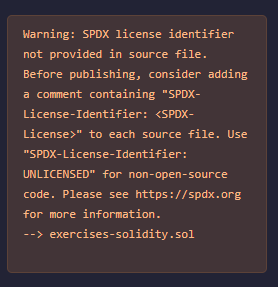 Warning: SPDX license identifier
not provided in source file.
Before publishing, consider adding
a comment containing "SPDX-
License-Identifier: <SPDX-
License>" to each source file. Use
"SPDX-License-Identifier:
UNLICENSED" for non-open-source
code. Please see https://spdx.org
for more information.
--> exercises-solidity.sol